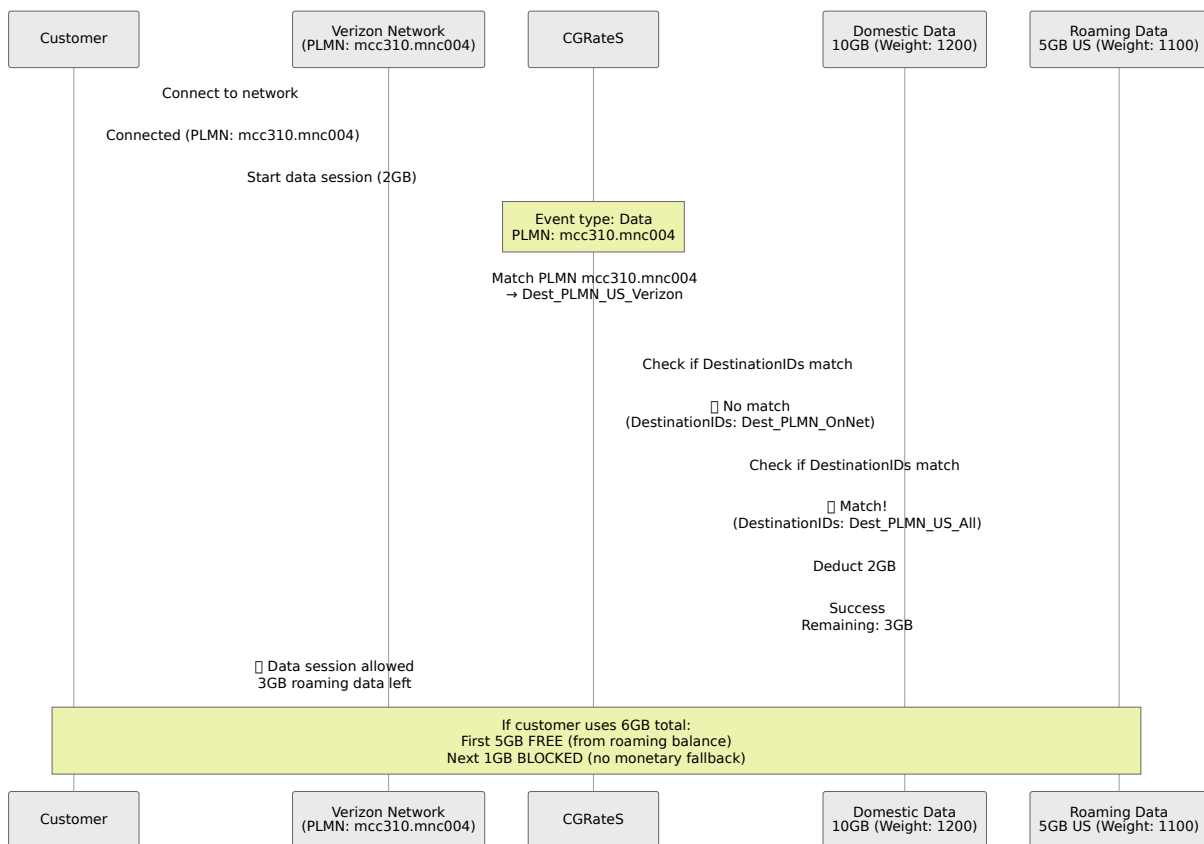 Customer
Verizon Network
(PLMN: mcc310.mnc004)
CGRateS
Domestic Data
10GB (Weight: 1200)
Roaming Data
5GB US (Weight: 1100)
Connect to network
Connected (PLMN: mcc310.mnc004)
Start data session (2GB)
Event type: Data
PLMN: mcc310.mnc004
Match PLMN mcc310.mnc004
→ Dest_PLMN_US_Verizon
Check if DestinationIDs match
▯ No match
(DestinationIDs: Dest_PLMN_OnNet)
Check if DestinationIDs match
▯ Match!
(DestinationIDs: Dest_PLMN_US_All)
Deduct 2GB
Success
Remaining: 3GB
▯ Data session allowed
3GB roaming data left
If customer uses 6GB total:
First 5GB FREE (from roaming balance)
Next 1GB BLOCKED (no monetary fallback)
Customer
Verizon Network
(PLMN: mcc310.mnc004)
CGRateS
Domestic Data
10GB (Weight: 1200)
Roaming Data
5GB US (Weight: 1100)